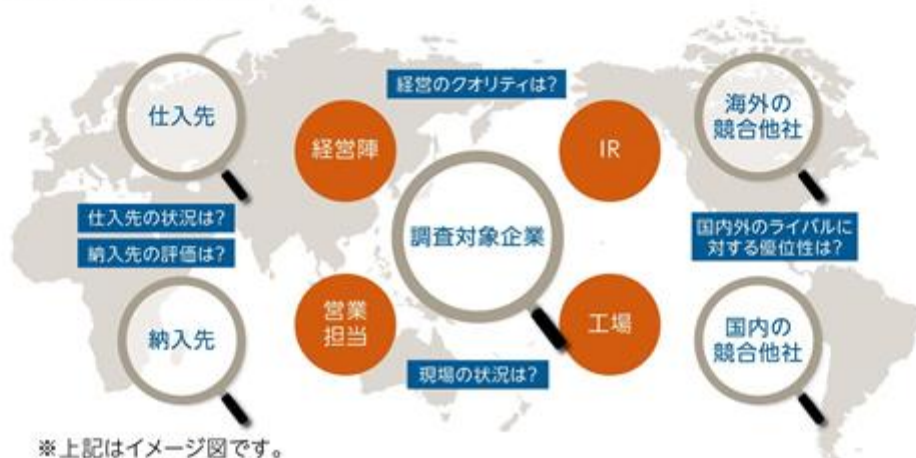 経営のクオリティは?
仕入先
経営陣
IR
海外の
競合他社
仕入先の状況は?
納入先の評価は?
調査対象企業
国内外のライバルに
対する優位性は?
営業
担当
工場
納入先
国内の
競合他社
現場の状況は?
※上記はイメージ図です。